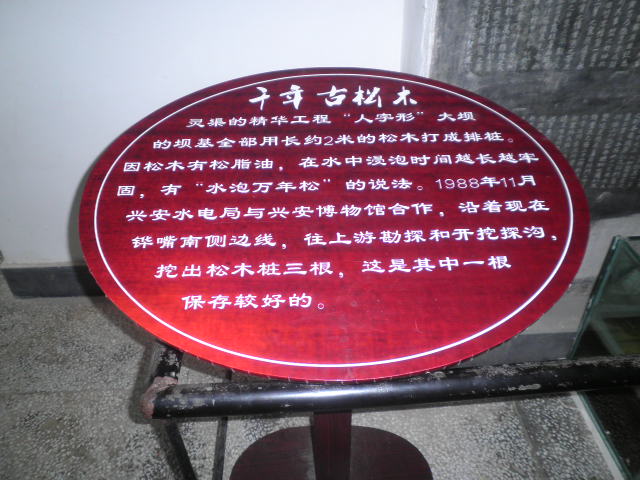 千年古松木
灵渠的精华工程“人字形”大坝
的坝基全部用长约2米的松木打成排桩。
因松木有松脂油，在水中浸泡时间越长越牢
固，有“水泡万年松”的说法。1988年11月
兴安水电局与兴安博物馆合作，沿着现在
铧嘴南侧边线，往上游勘探和开挖探沟，
挖出松木桩三根，这是其中一根
保存较好的。